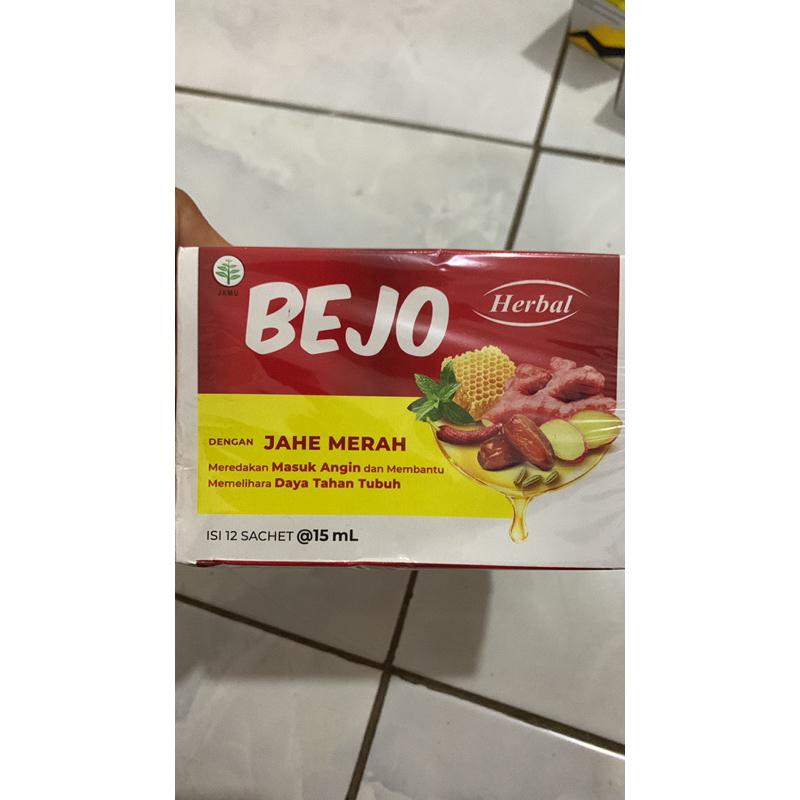 JAMU
BEJO
Herbal
DENGAN JAHE MERAH
Meredakan Masuk Angin dan Membantu
Memelihara Daya Tahan Tubuh
ISI 12 SACHET @15 mL